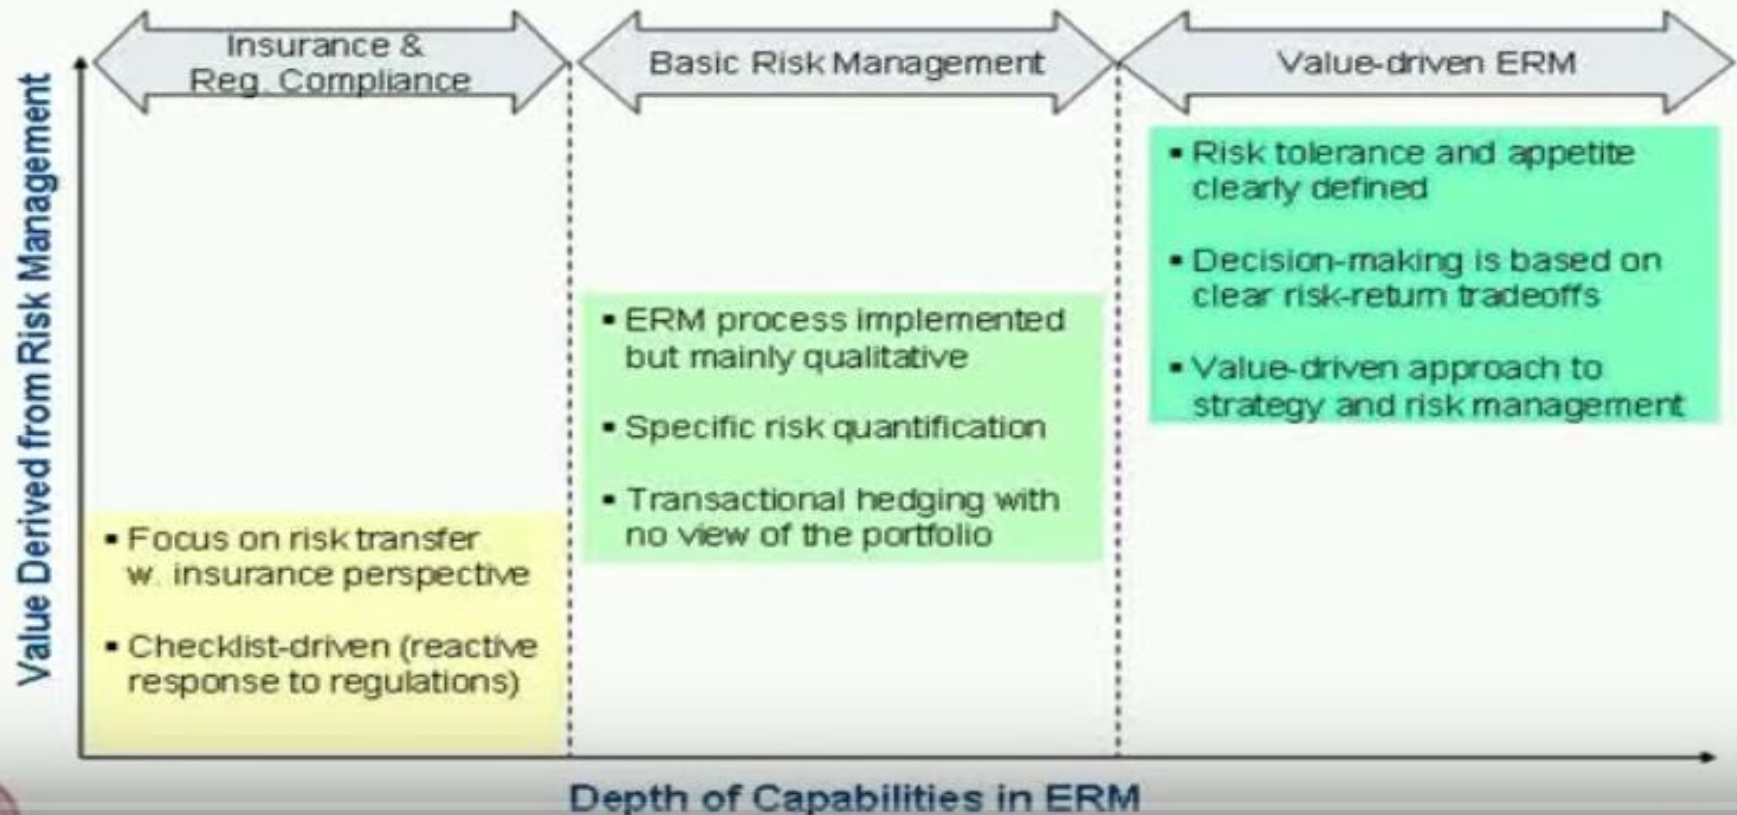 Insurance &
Reg. Compliance
Basic Risk Management
Value-driven ERM
Value Derived from Risk Management
▪ Focus on risk transfer
w. insurance perspective
▪ Checklist-driven (reactive
response to regulations)
▪ ERM process implemented
but mainly qualitative
▪ Specific risk quantification
▪ Transactional hedging with
no view of the portfolio
▪ Risk tolerance and appetite
clearly defined
▪ Decision-making is based on
clear risk-return tradeoffs
▪ Value-driven approach to
strategy and risk management
Depth of Capabilities in ERM